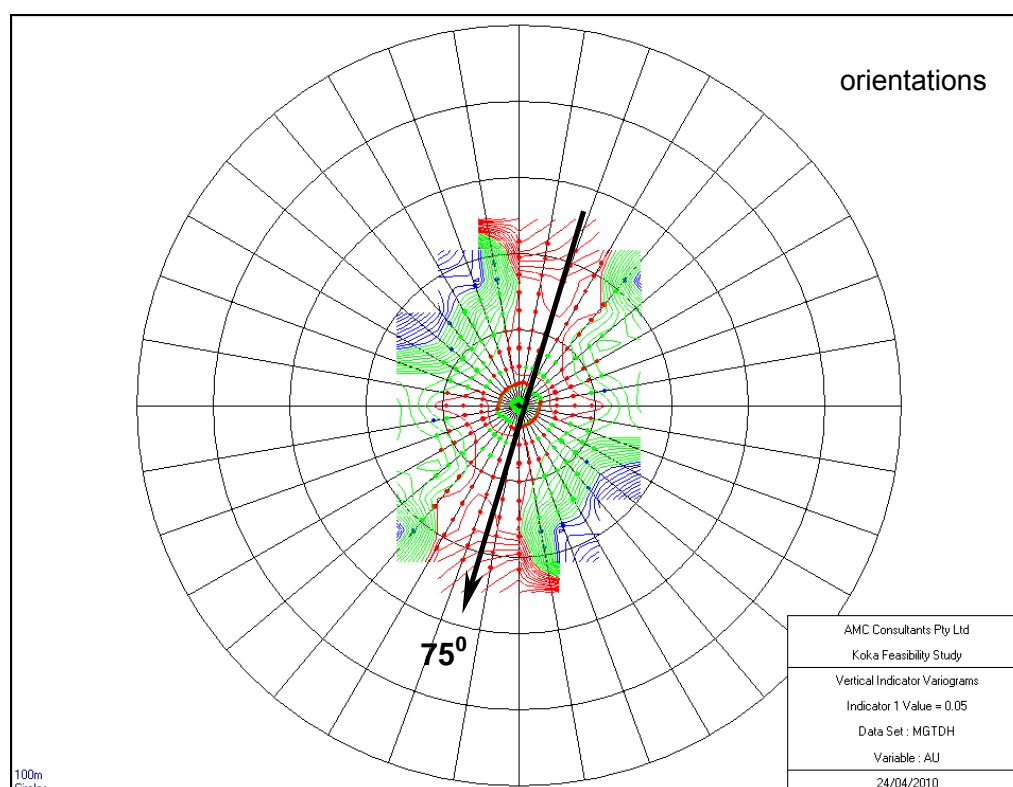 orientations
75⁰
AMC Consultants Pty Ltd
Koka Feasibility Study
Vertical Indicator Variograms
Indicator 1 Value = 0.05
Data Set : MGTDH
Variable : AU
24/04/2010
100m